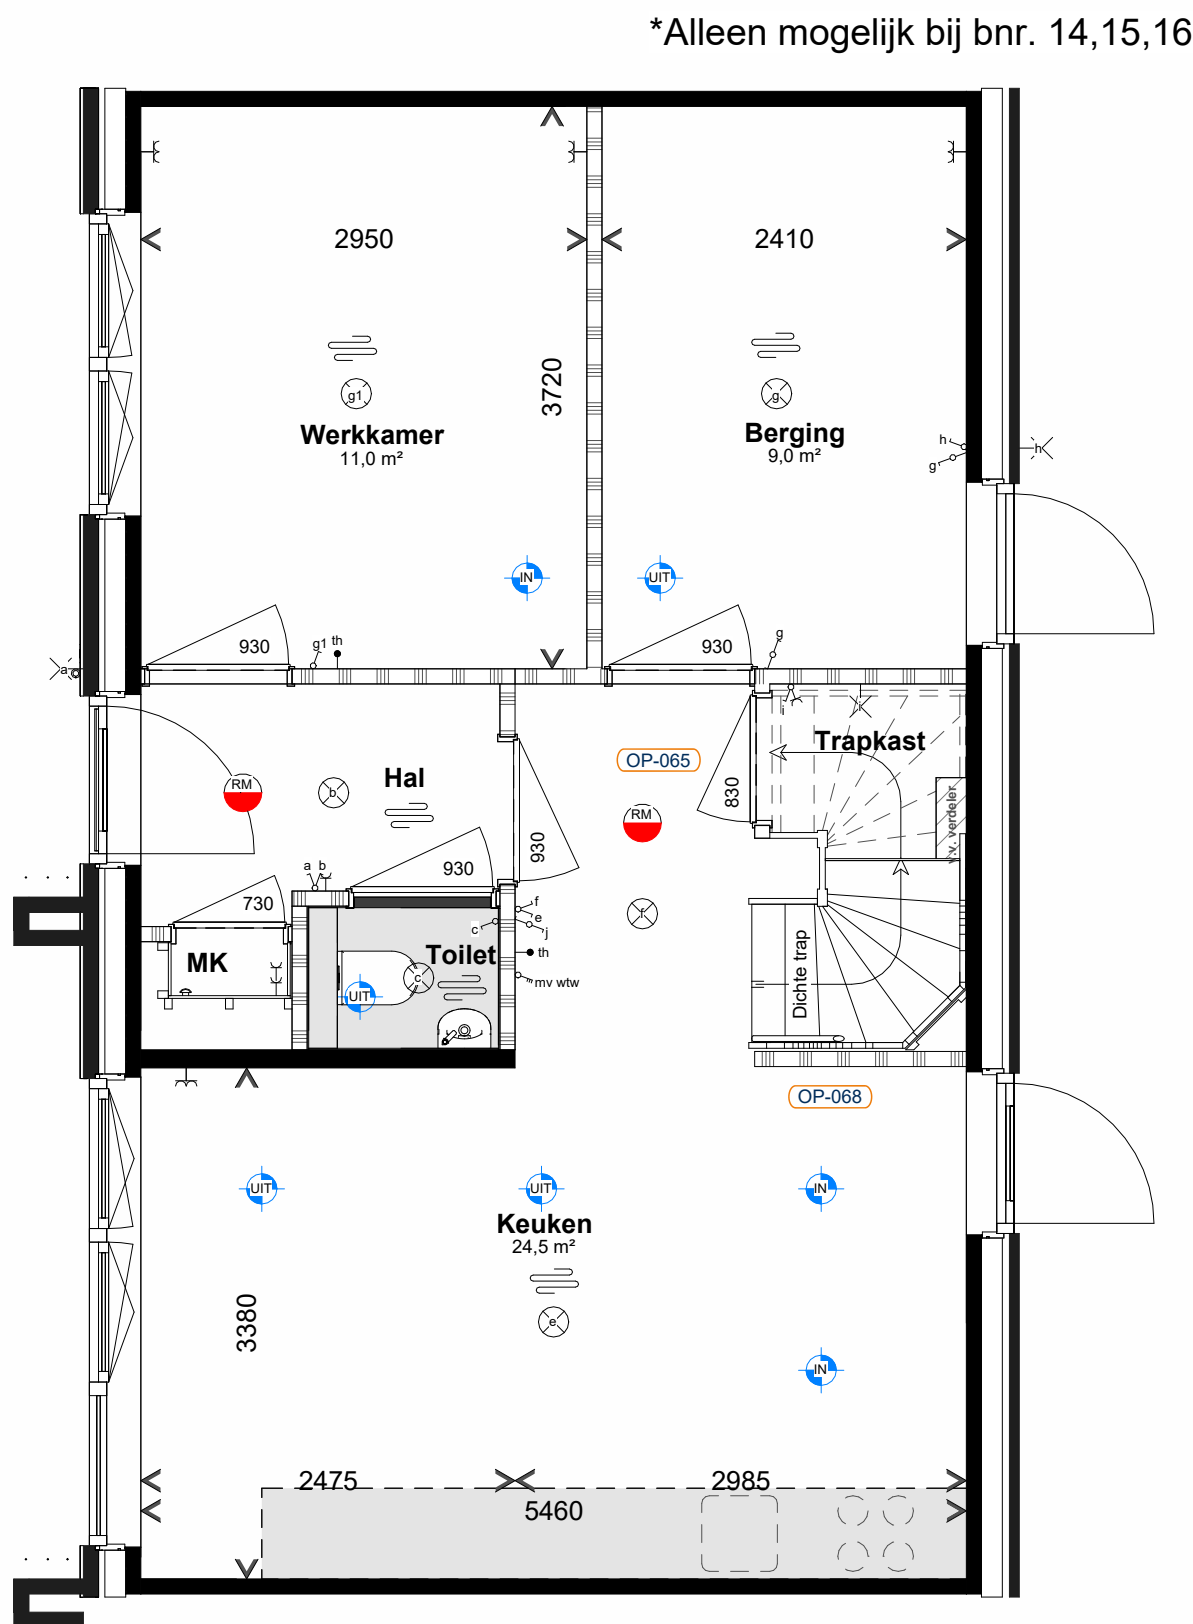 *Alleen mogelijk bij bnr. 14,15,16
2950
2410
3720
g1
g
Werkkamer
11,0 m²
Berging
9,0 m²
h
g
h
IN
UIT
930
g1 th
930
g
a
i
i
Trapkast
OP-065
Hal
RM
b
RM
830
v.v. verdeler
930
930
a b
730
f
e
j
c
f
MK
Toilet
th
c
mv wtw
UIT
Dichte trap
OP-068
UIT
UIT
IN
Keuken
24,5 m²
e
3380
IN
2475
2985
5460